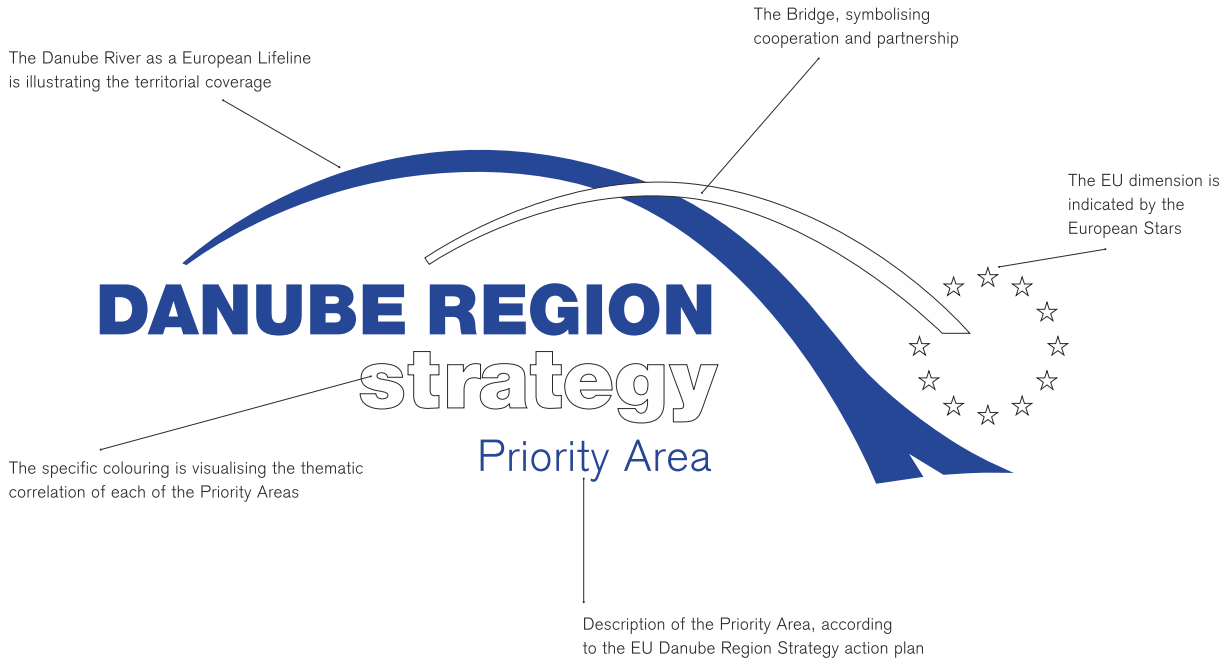 The Bridge, symbolising
cooperation and partnership
The Danube River as a European Lifeline
is illustrating the territorial coverage
The EU dimension is
indicated by the
European Stars
DANUBE REGION
strategy
Priority Area
The specific colouring is visualising the thematic
correlation of each of the Priority Areas
Description of the Priority Area, according
to the EU Danube Region Strategy action plan